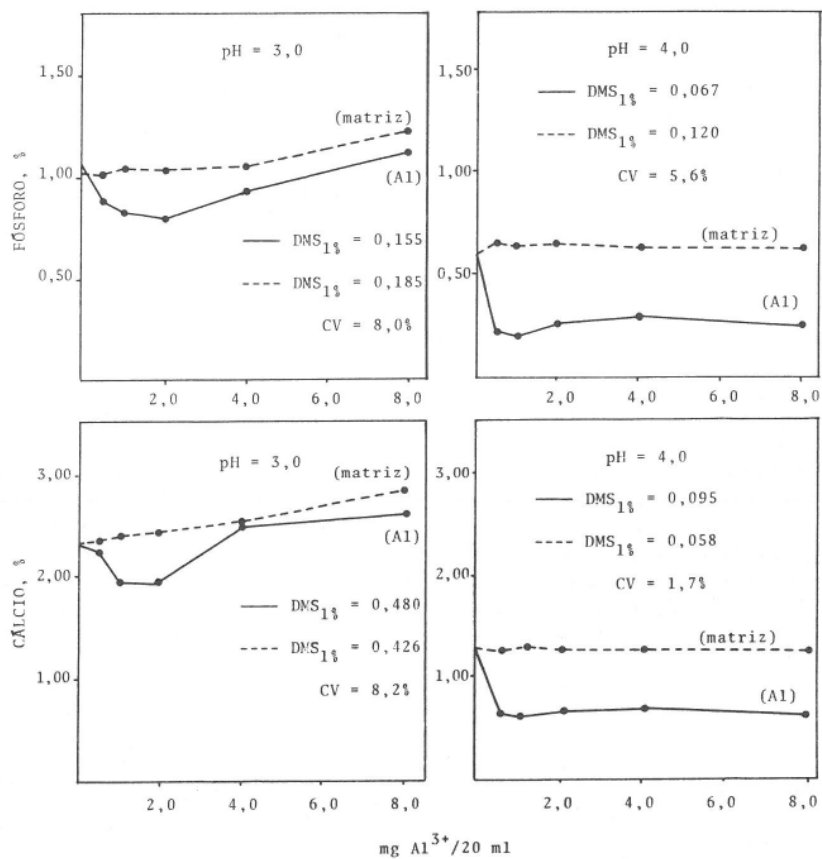 FÓSFORO, %
1,50
1,00
0,50
pH = 3,0
(matriz)
(A1)
DMS1% = 0,155
DMS1% = 0,185
CV = 8,0%
2,0 4,0 6,0 8,0
1,50
1,00
0,50
pH = 4,0
DMS1% = 0,067
DMS1% = 0,120
CV = 5,6%
(matriz)
(A1)
2,0 4,0 6,0 8,0
CÁLCIO, %
3,00
2,00
1,00
pH = 3,0
(matriz)
(A1)
DMS1% = 0,480
DMS1% = 0,426
CV = 8,2%
2,0 4,0 6,0 8,0
3,00
2,00
1,00
pH = 4,0
DMS1% = 0,095
DMS1% = 0,058
CV = 1,7%
(matriz)
(A1)
2,0 4,0 6,0 8,0
mg Al3+/20 ml